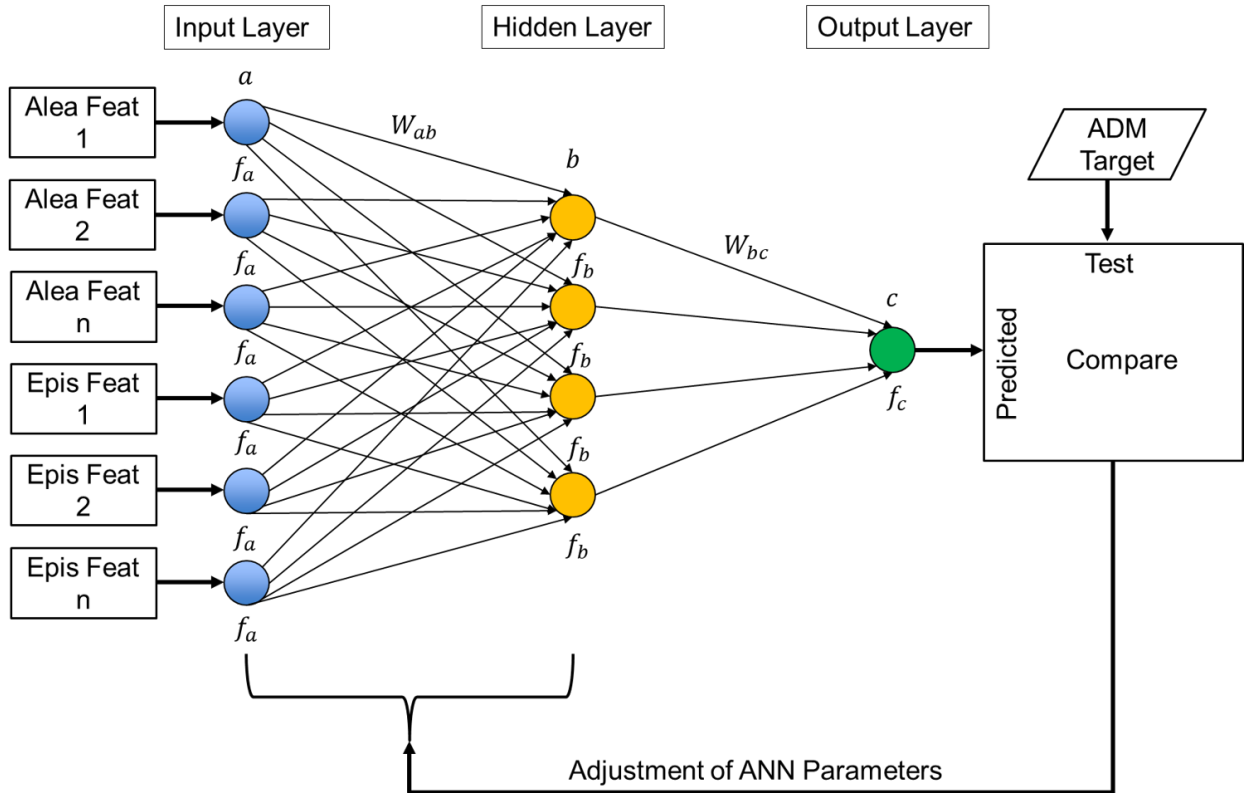 Input Layer
Hidden Layer
Output Layer
a
Alea Feat
1
W_ab
b
ADM
Target
f_a
Alea Feat
2
W_bc
f_a
f_b
Test
Alea Feat
n
c
Predicted
Compare
f_a
f_b
Epis Feat
1
f_c
f_a
f_b
Epis Feat
2
f_a
f_b
Epis Feat
n
f_a
Adjustment of ANN Parameters